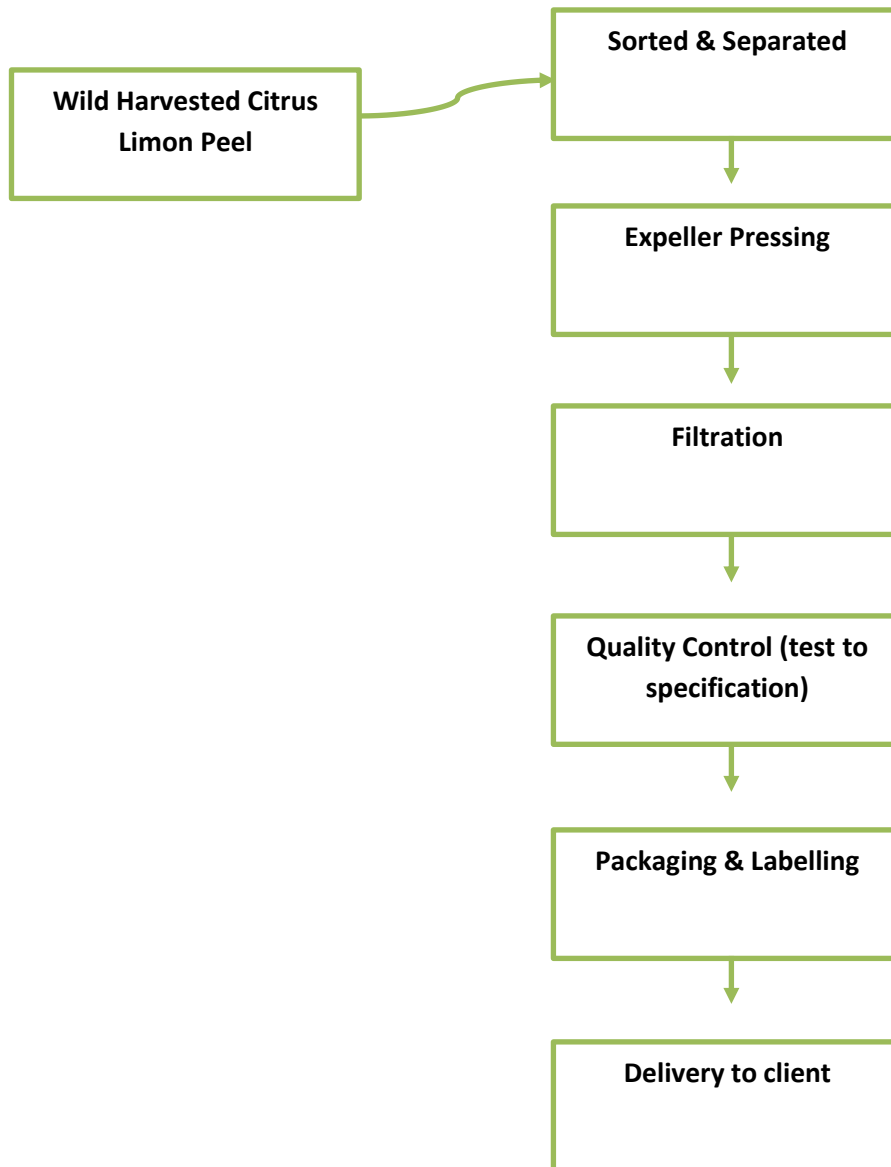 Wild Harvested Citrus
Limon Peel
Sorted & Separated
Expeller Pressing
Filtration
Quality Control (test to
specification)
Packaging & Labelling
Delivery to client